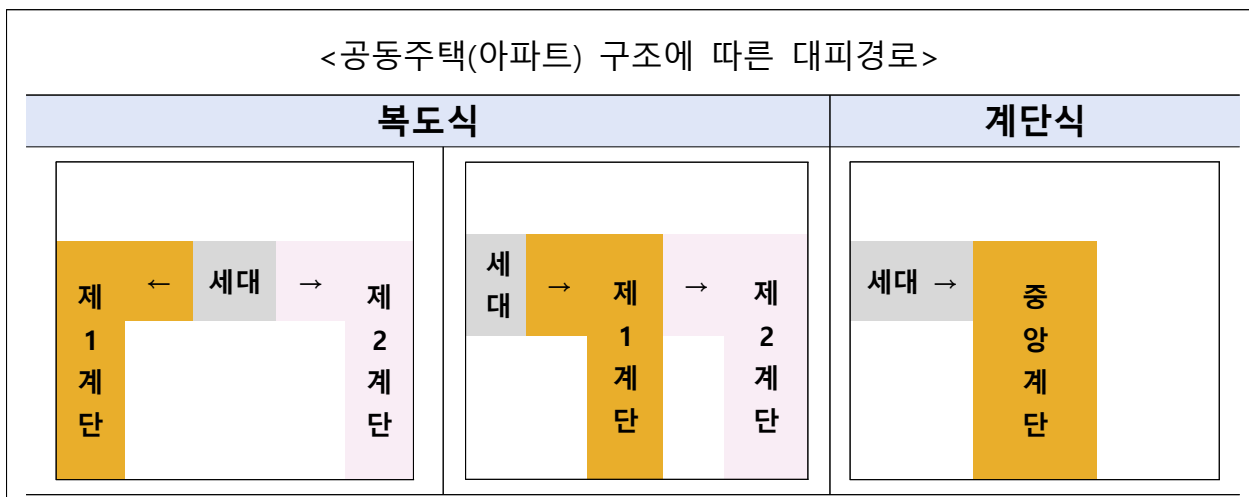 <공동주택(아파트) 구조에 따른 대피경로>
복도식
계단식
제1계단
←
세대
→
제2계단
세대
→
제1계단
→
제2계단
세대 →
중앙계단